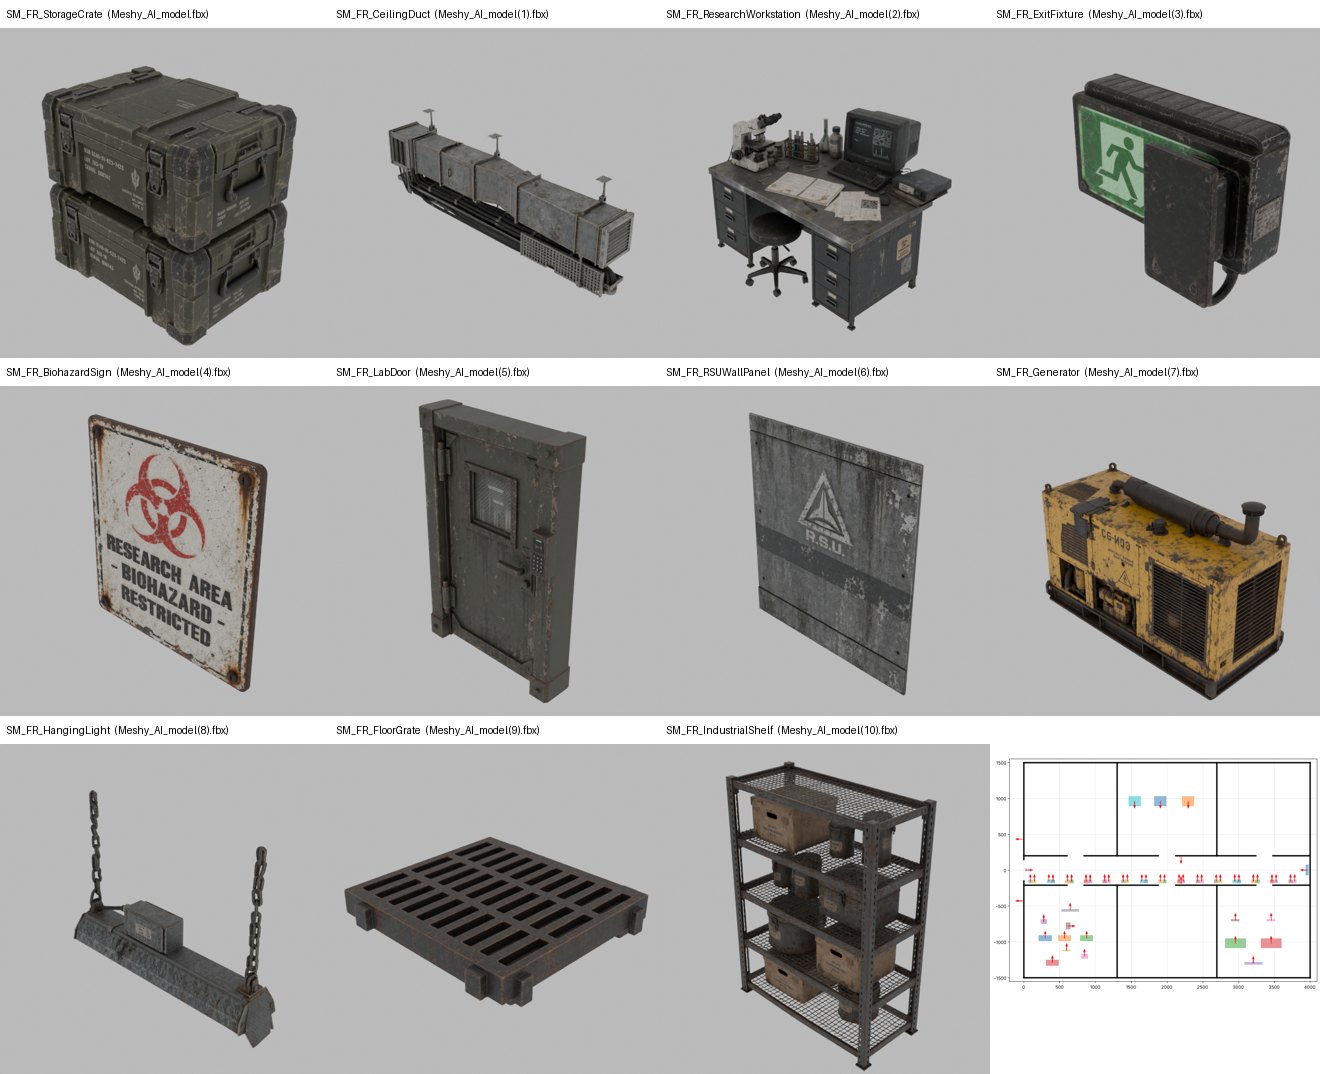 SM_FR_StorageCrate (Meshy_AI_model.fbx)
SM_FR_CeilingDuct (Meshy_AI_model(1).fbx)
SM_FR_ResearchWorkstation (Meshy_AI_model(2).fbx)
SM_FR_ExitFixture (Meshy_AI_model(3).fbx)
SM_FR_BiohazardSign (Meshy_AI_model(4).fbx)
SM_FR_LabDoor (Meshy_AI_model(5).fbx)
SM_FR_RSUWallPanel (Meshy_AI_model(6).fbx)
SM_FR_Generator (Meshy_AI_model(7).fbx)
RESEARCH AREA
- BIOHAZARD -
RESTRICTED
R.S.U.
SM_FR_HangingLight (Meshy_AI_model(8).fbx)
SM_FR_FloorGrate (Meshy_AI_model(9).fbx)
SM_FR_IndustrialShelf (Meshy_AI_model(10).fbx)
1500
1000
500
0
−500
−1000
−1500
0 500 1000 1500 2000 2500 3000 3500 4000